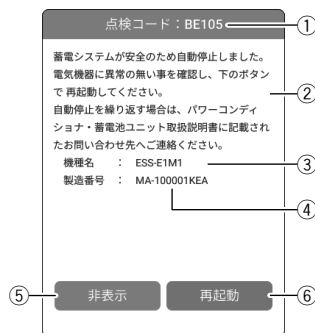 点検コード：BE105
①
蓄電システムが安全のため自動停止しました。
電気機器に異常の無い事を確認し、下のボタン
で 再起動してください。
②
自動停止を繰り返す場合は、パワーコンディ
ショナ・蓄電池ユニット取扱説明書に記載され
たお問い合わせ先へご連絡ください。
機種名 ： ESS-E1M1
③
製造番号 ： MA-100001KEA
④
⑤
非表示
再起動
⑥